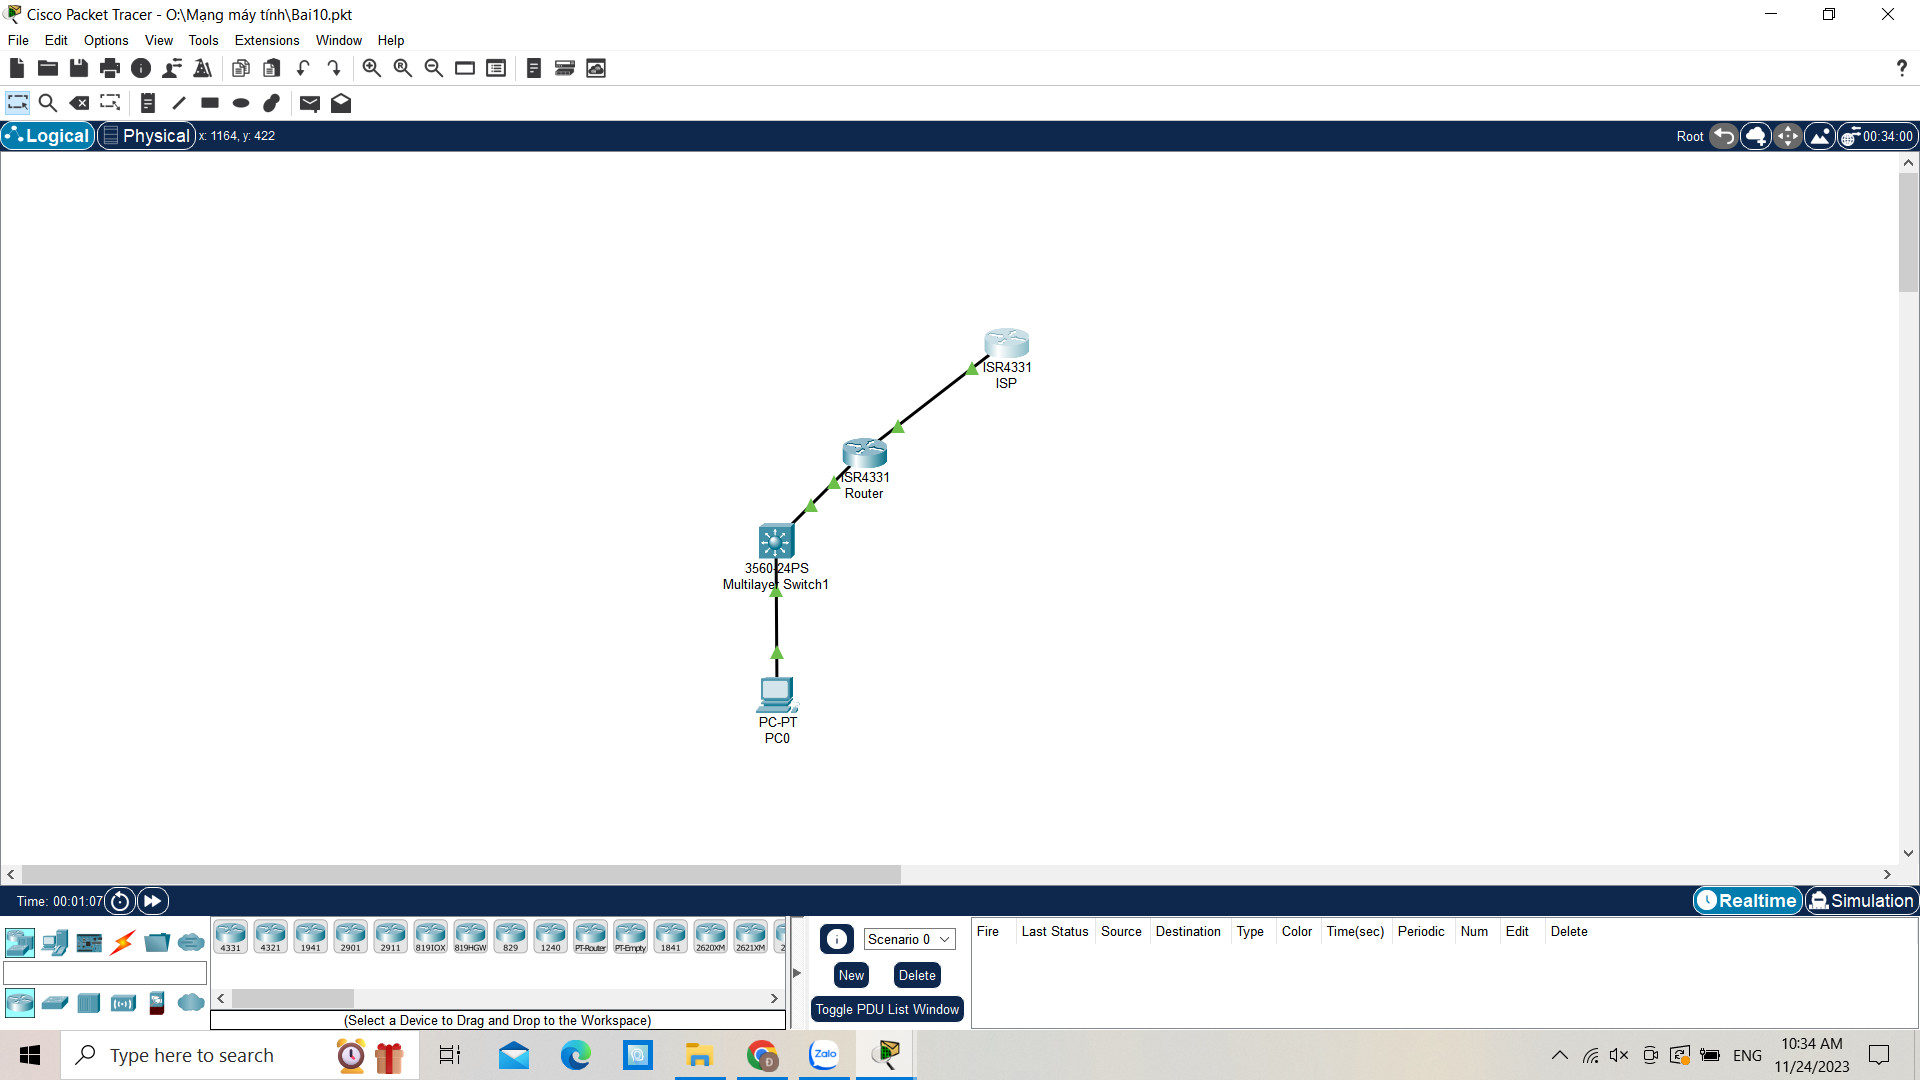 Cisco Packet Tracer - O:\Mạng máy tính\Bai10.pkt
File Edit Options View Tools Extensions Window Help
?
Logical Physical x: 1164, y: 422 Root 00:34:00
ISR4331
ISP
ISR4331
Router
3560-24PS
Multilayer Switch1
PC-PT
PC0
Time: 00:01:07 Realtime Simulation
4331 4321 1941 2901 2911 819IOX 819HGW 829 1240 PT-Router PT-Empty 1841 2620XM 2621XM 2
(Select a Device to Drag and Drop to the Workspace)
Scenario 0
New Delete
Toggle PDU List Window
Fire Last Status Source Destination Type Color Time(sec) Periodic Num Edit Delete
Type here to search
Zalo
Đ
ENG
10:34 AM
11/24/2023